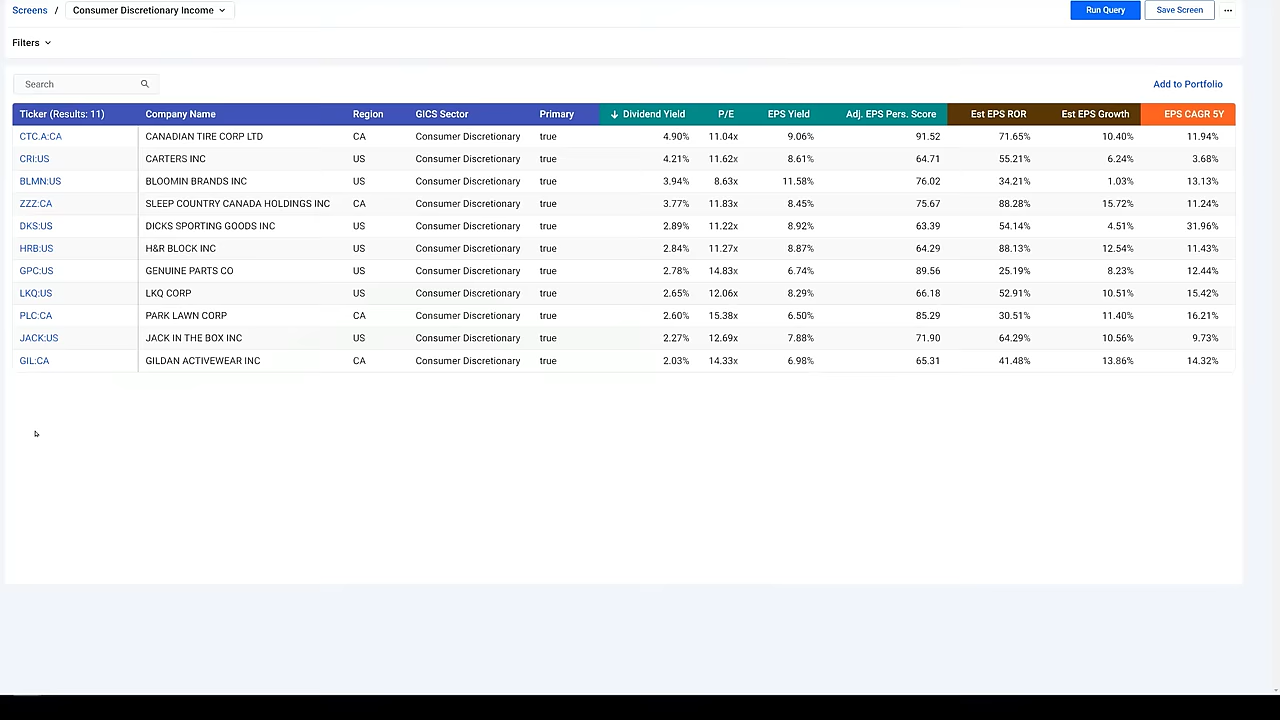 Screens / Consumer Discretionary Income
Run Query
Save Screen
Filters
Search
Add to Portfolio
Ticker (Results: 11) Company Name Region GICS Sector Primary ↓ Dividend Yield P/E EPS Yield Adj. EPS Pers. Score Est EPS ROR Est EPS Growth EPS CAGR 5Y
CTC.A:CA CANADIAN TIRE CORP LTD CA Consumer Discretionary true 4.90% 11.04x 9.06% 91.52 71.65% 10.40% 11.94%
CRI:US CARTERS INC US Consumer Discretionary true 4.21% 11.62x 8.61% 64.71 55.21% 6.24% 3.68%
BLMN:US BLOOMIN BRANDS INC US Consumer Discretionary true 3.94% 8.63x 11.58% 76.02 34.21% 1.03% 13.13%
ZZZ:CA SLEEP COUNTRY CANADA HOLDINGS INC CA Consumer Discretionary true 3.77% 11.83x 8.45% 75.67 88.28% 15.72% 11.24%
DKS:US DICKS SPORTING GOODS INC US Consumer Discretionary true 2.89% 11.22x 8.92% 63.39 54.14% 4.51% 31.96%
HRB:US H&R BLOCK INC US Consumer Discretionary true 2.84% 11.27x 8.87% 64.29 88.13% 12.54% 11.43%
GPC:US GENUINE PARTS CO US Consumer Discretionary true 2.78% 14.83x 6.74% 89.56 25.19% 8.23% 12.44%
LKQ:US LKQ CORP US Consumer Discretionary true 2.65% 12.06x 8.29% 66.18 52.91% 10.51% 15.42%
PLC:CA PARK LAWN CORP CA Consumer Discretionary true 2.60% 15.38x 6.50% 85.29 30.51% 11.40% 16.21%
JACK:US JACK IN THE BOX INC US Consumer Discretionary true 2.27% 12.69x 7.88% 71.90 64.29% 10.56% 9.73%
GIL:CA GILDAN ACTIVEWEAR INC CA Consumer Discretionary true 2.03% 14.33x 6.98% 65.31 41.48% 13.86% 14.32%